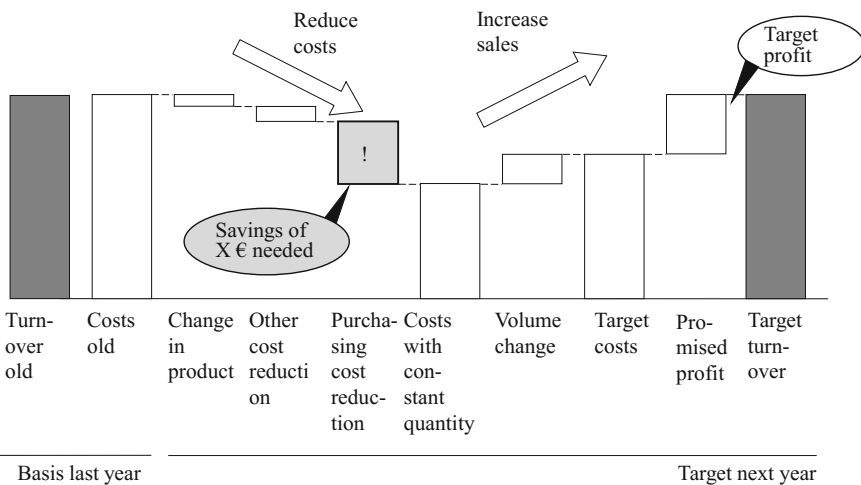 Reduce
costs
Increase
sales
Target
profit
!
Savings of
X € needed
Turn-
over
old
Costs
old
Change
in
product
Other
cost
reducti
on
Purcha-
sing
cost
reduc-
tion
Costs
with
con-
stant
quantity
Volume
change
Target
costs
Pro-
mised
profit
Target
turn-
over
Basis last year
Target next year